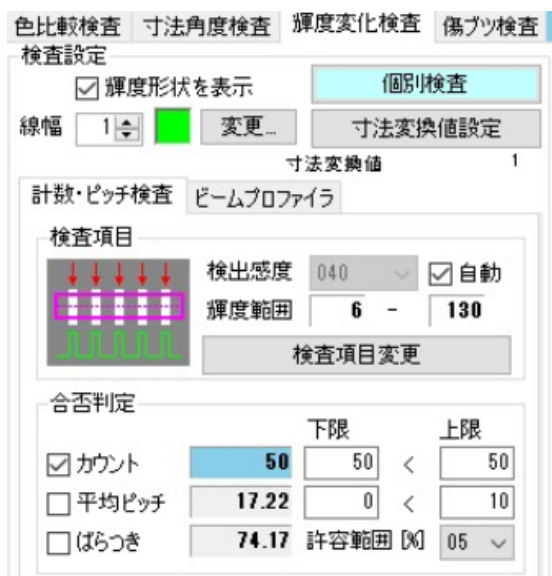 色比較検査 寸法角度検査 輝度変化検査 傷ブツ検査
検査設定
輝度形状を表示 個別検査
線幅 1 変更... 寸法変換値設定
寸法変換値 1
計数・ピッチ検査 ビームプロファイラ
検査項目
検出感度 040 自動
輝度範囲 6 - 130
検査項目変更
合否判定
下限 上限
カウント 50 50 < 50
平均ピッチ 17.22 0 < 10
ばらつき 74.17 許容範囲 [%] 05